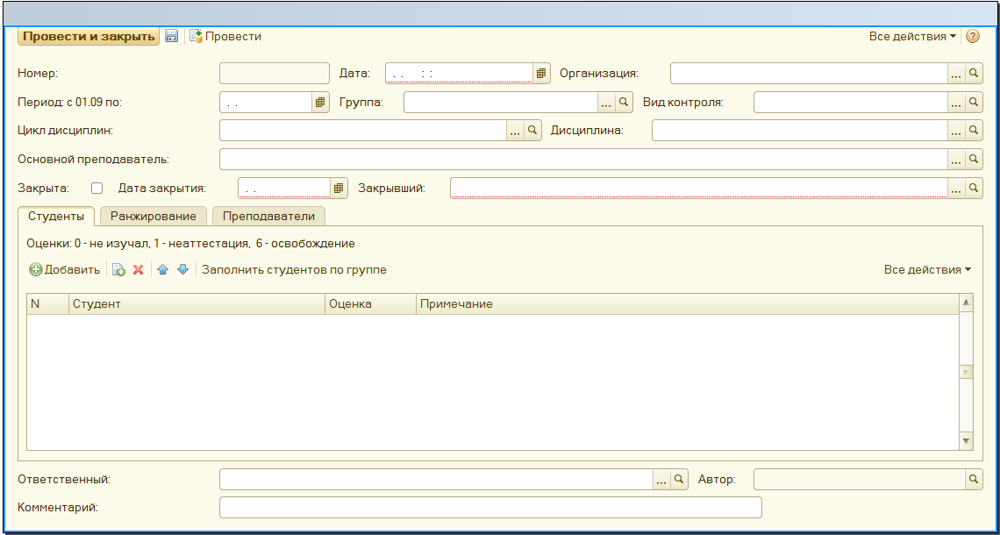 Провести и закрыть Провести Все действия ?
Номер: Дата: . . : : Организация: ...
Период: с 01.09 по: . . Группа: ... Вид контроля: ...
Цикл дисциплин: ... Дисциплина: ...
Основной преподаватель: ...
Закрыта: Дата закрытия: . . Закрывший: ...
Студенты Ранжирование Преподаватели
Оценки: 0 - не изучал, 1 - неаттестация, 6 - освобождение
Добавить Заполнить студентов по группе Все действия
N Студент Оценка Примечание
Ответственный: ... Автор:
Комментарий: